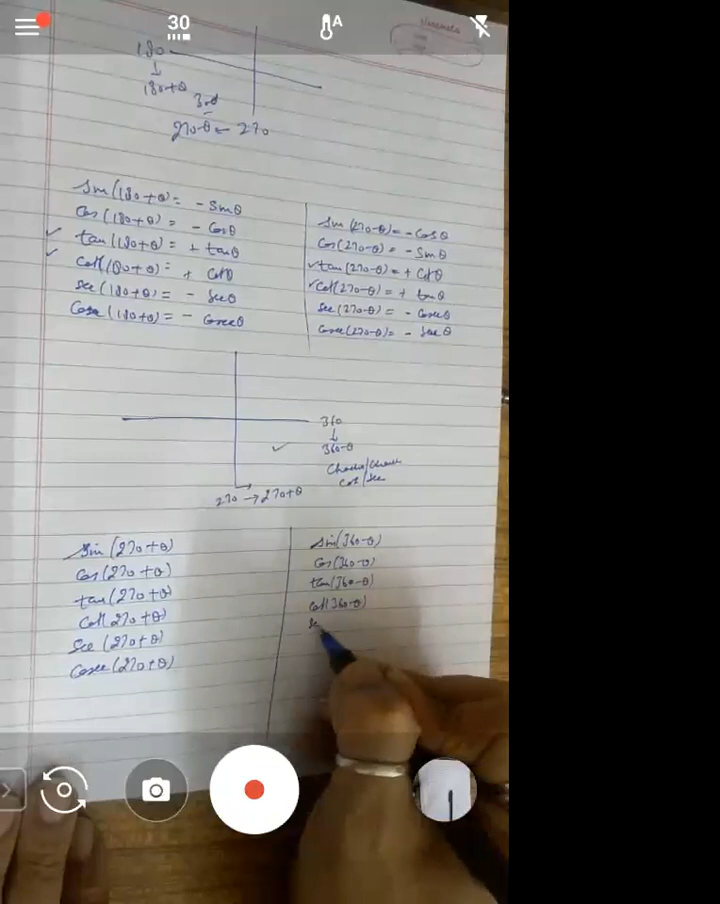 30
A
180
↓
180+θ
3rd
270-θ ← 270
Sin(180+θ) = - Sinθ
Cos(180+θ) = - Cosθ
✓ tan(180+θ) = + tanθ
✓ Cot(180+θ) = + Cotθ
Sec(180+θ) = - Secθ
Cosec(180+θ) = - Cosecθ
Sin(270-θ) = - Cosθ
Cos(270-θ) = - Sinθ
✓ tan(270-θ) = + Cotθ
✓ Cot(270-θ) = + tanθ
Sec(270-θ) = - Cosecθ
Cosec(270-θ) = - Secθ
360
↓
✓ 360-θ
Cos/Sec
270 → 270+θ
Sin(270+θ)
Cos(270+θ)
tan(270+θ)
Cot(270+θ)
Sec(270+θ)
Cosec(270+θ)
Sin(360-θ)
Cos(360-θ)
tan(360-θ)
Cot(360-θ)
Se